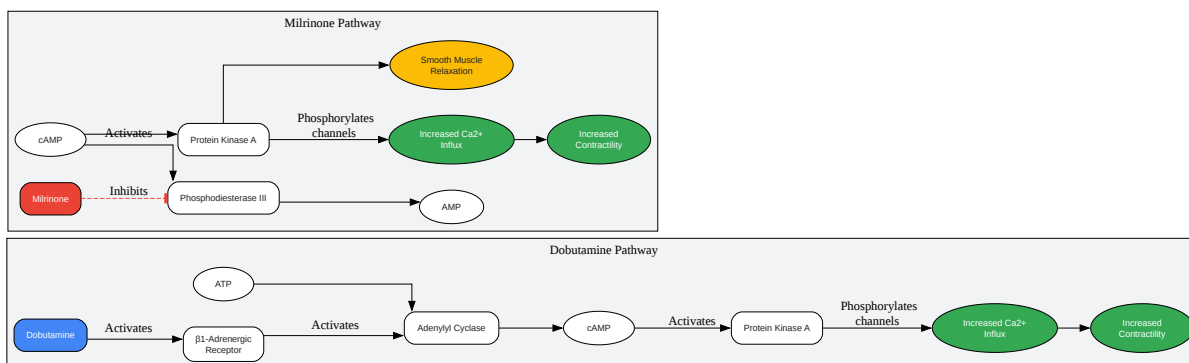 Milrinone Pathway
Smooth Muscle
Relaxation
cAMP
Activates
Protein Kinase A
Phosphorylates
channels
Increased Ca2+
Influx
Increased
Contractility
Milrinone
Inhibits
Phosphodiesterase III
AMP
Dobutamine Pathway
ATP
Dobutamine
Activates
β1-Adrenergic
Receptor
Activates
Adenylyl Cyclase
cAMP
Activates
Protein Kinase A
Phosphorylates
channels
Increased Ca2+
Influx
Increased
Contractility